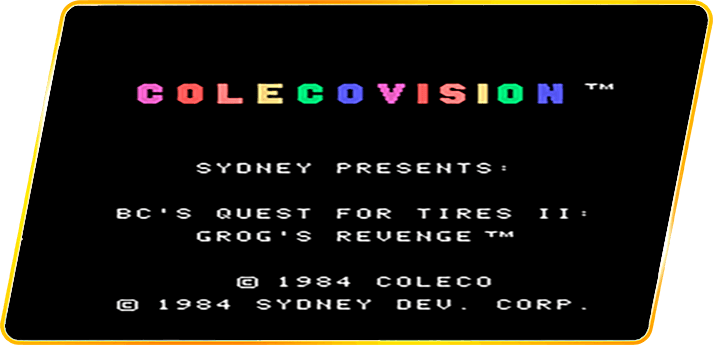 COLECOVISION™
SYDNEY PRESENTS:
BC'S QUEST FOR TIRES II:
GROG'S REVENGE™
© 1984 COLECO
© 1984 SYDNEY DEV. CORP.